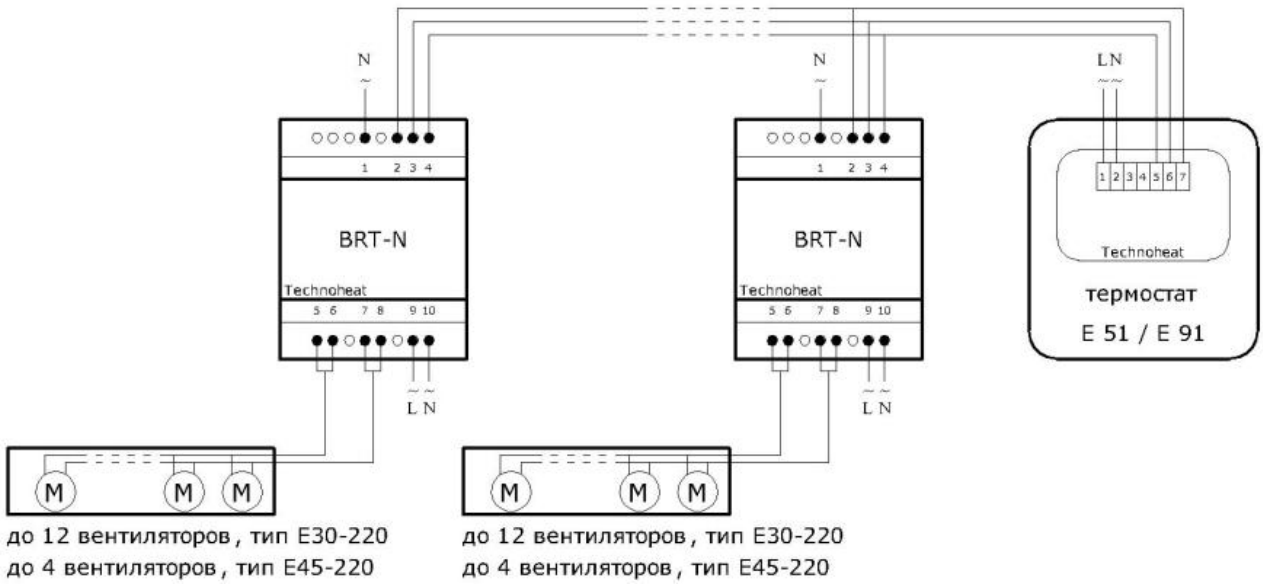 N
~
N
~
LN
~~
1 2 3 4
BRT-N
Technoheat
5 6 7 8 9 10
~ ~
L N
1 2 3 4
BRT-N
Technoheat
5 6 7 8 9 10
~ ~
L N
1 2 3 4 5 6 7
Technoheat
термостат
E 51 / E 91
M M M
M M M
до 12 вентиляторов, тип E30-220
до 4 вентиляторов, тип E45-220
до 12 вентиляторов, тип E30-220
до 4 вентиляторов, тип E45-220